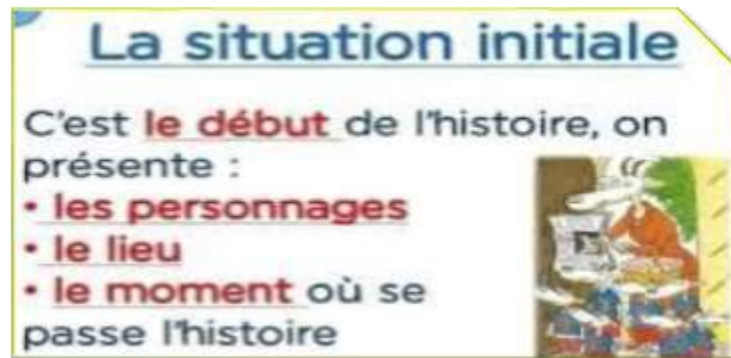 La situation initiale
C'est le début de l'histoire, on
présente :
• les personnages
• le lieu
• le moment où se
passe l'histoire